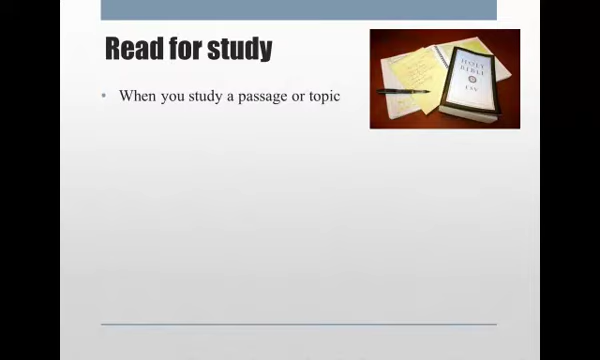 Read for study
• When you study a passage or topic
HOLY
BIBLE
ESV